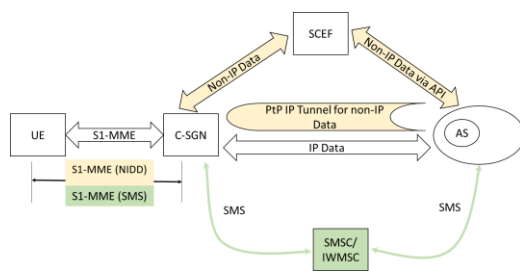 SCEF
Non-IP Data
Non-IP Data via API
PtP IP Tunnel for non-IP
Data
UE
S1-MME
C-SGN
AS
IP Data
S1-MME (NIDD)
S1-MME (SMS)
SMS
SMS
SMSC/
IWMSC